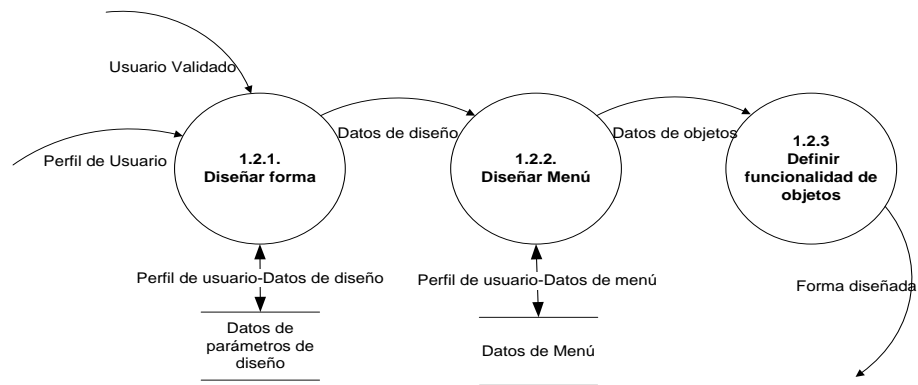 Usuario Validado
Perfil de Usuario
1.2.1.
Diseñar forma
Datos de diseño
1.2.2.
Diseñar Menú
Datos de objetos
1.2.3
Definir
funcionalidad de
objetos
Perfil de usuario-Datos de diseño
Perfil de usuario-Datos de menú
Forma diseñada
Datos de
parámetros de
diseño
Datos de Menú